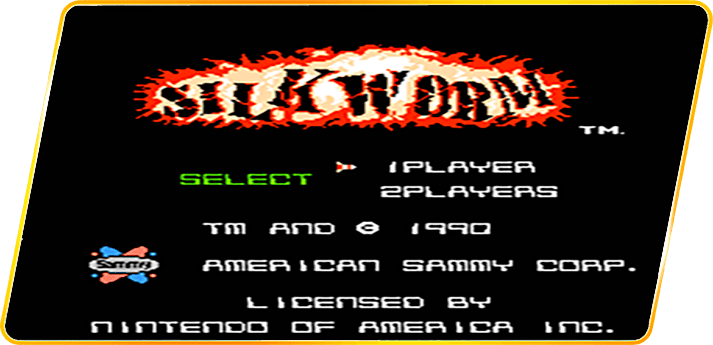 SILKWORM
TM.
1PLAYER
SELECT
2PLAYERS
TM AND © 1990
Sammy
AMERICAN SAMMY CORP.
LICENSED BY
NINTENDO OF AMERICA INC.